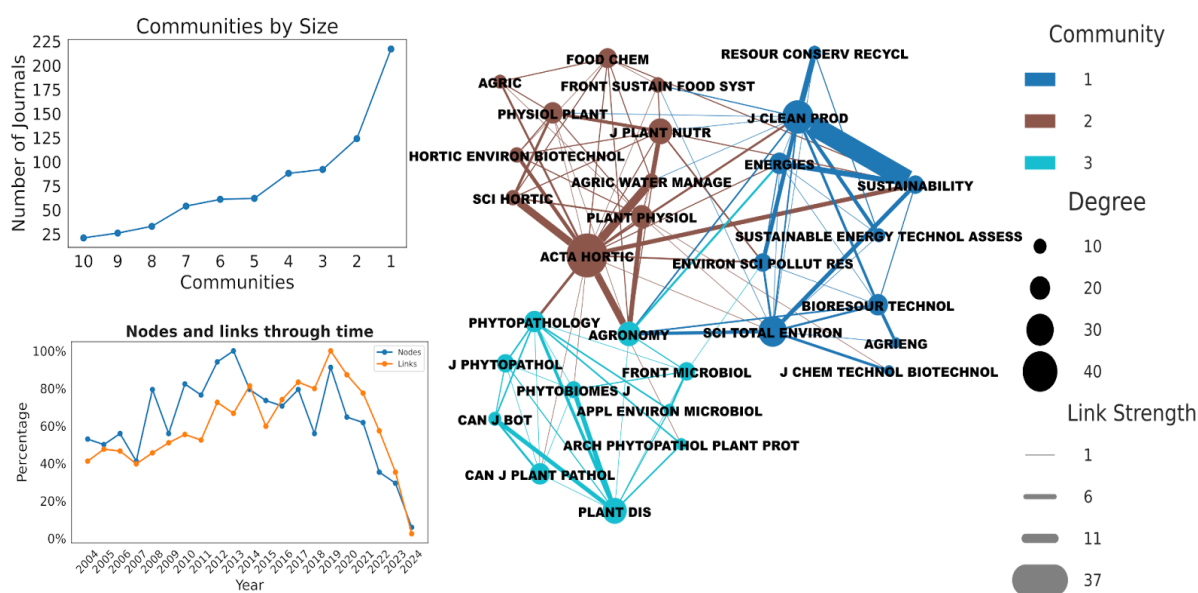 Communities by Size
Number of Journals
225
200
175
150
125
100
75
50
25
10 9 8 7 6 5 4 3 2 1
Communities
Nodes and links through time
Percentage
100%
80%
60%
40%
20%
0%
Nodes
Links
2004 2005 2006 2007 2008 2009 2010 2011 2012 2013 2014 2015 2016 2017 2018 2019 2020 2021 2022 2023 2024
Year
FOOD CHEM
RESOUR CONSERV RECYCL
AGRIC
FRONT SUSTAIN FOOD SYST
PHYSIOL PLANT
J CLEAN PROD
J PLANT NUTR
HORTIC ENVIRON BIOTECHNOL
ENERGIES
AGRIC WATER MANAGE
SUSTAINABILITY
SCI HORTIC
PLANT PHYSIOL
SUSTAINABLE ENERGY TECHNOL ASSESS
ACTA HORTIC
ENVIRON SCI POLLUT RES
BIORESOUR TECHNOL
PHYTOPATHOLOGY
AGRONOMY
SCI TOTAL ENVIRON
AGRIENG
J PHYTOPATHOL
FRONT MICROBIOL
J CHEM TECHNOL BIOTECHNOL
PHYTOBIOMES J
APPL ENVIRON MICROBIOL
CAN J BOT
ARCH PHYTOPATHOL PLANT PROT
CAN J PLANT PATHOL
PLANT DIS
Community
1
2
3
Degree
10
20
30
40
Link Strength
1
6
11
37